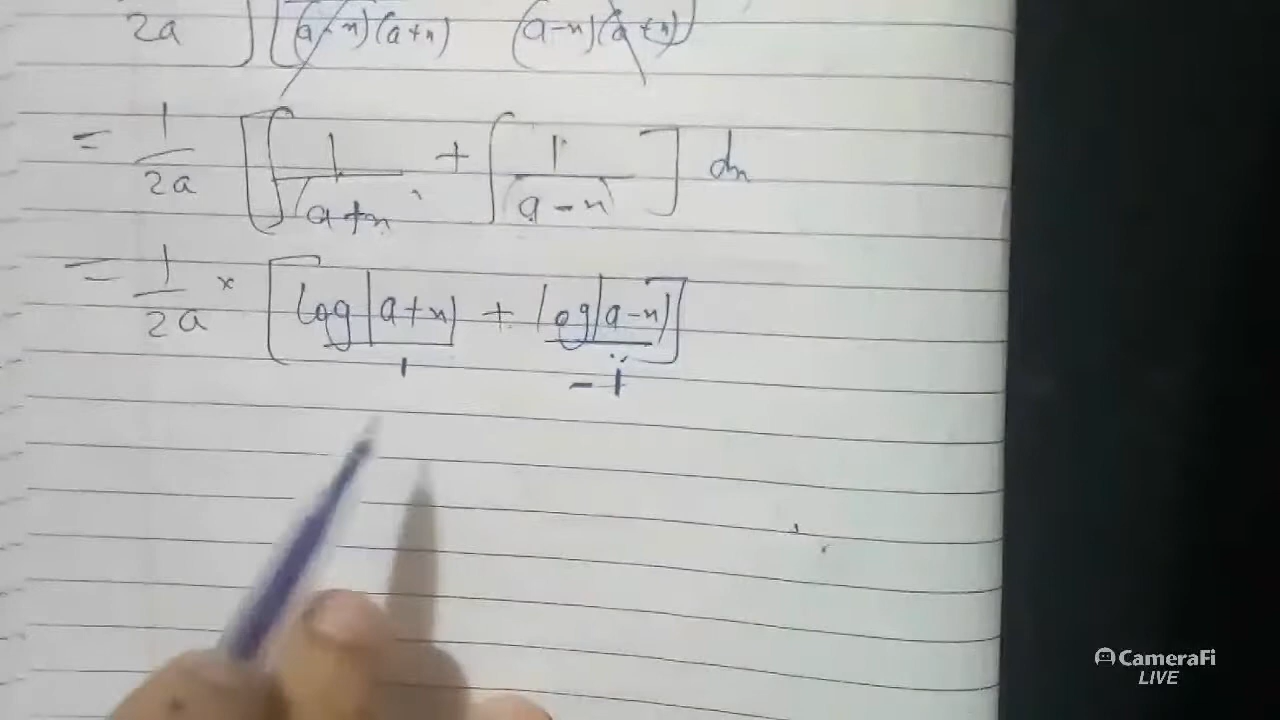 2a ∫ [ (a-x)(a+x) (a-x)(a+x) ]
= 1/2a [ ∫ 1/(a+x) + ∫ 1/(a-x) ] dx
= 1/2a × [ log|a+x|/1 + log|a-x|/-1 ]
CameraFi
LIVE